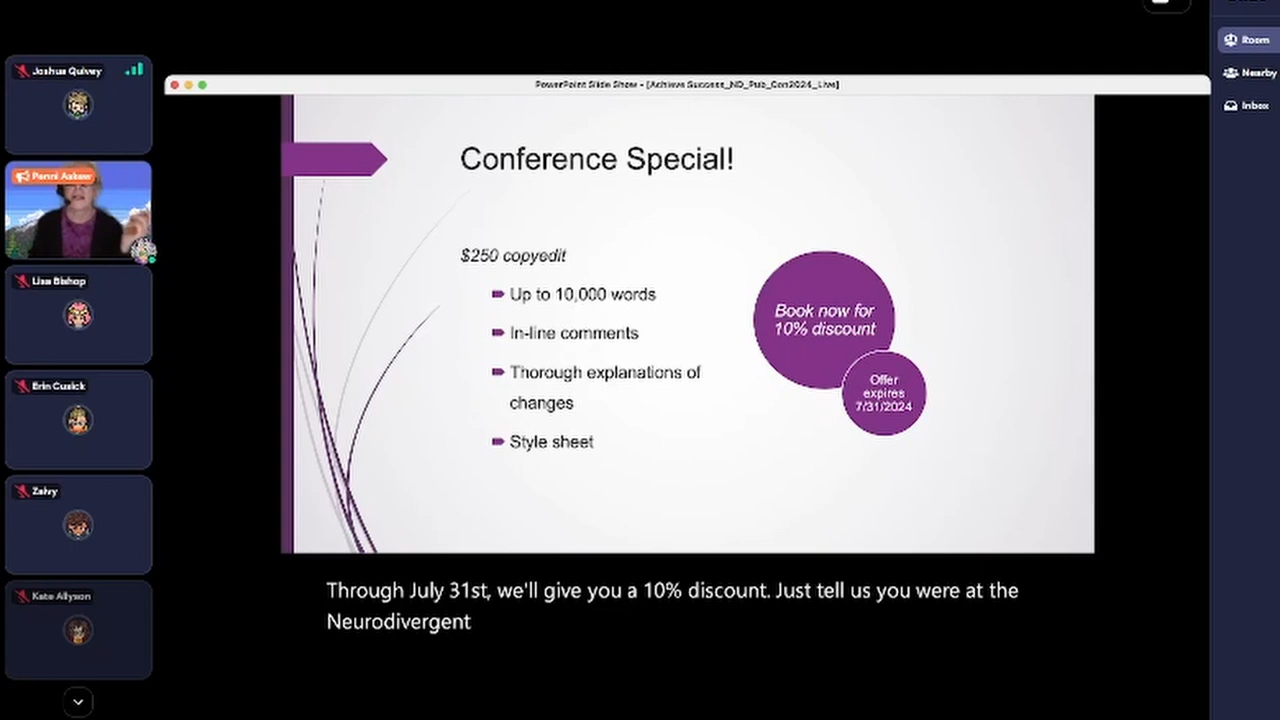 Room
Joshua Quivey
Nearby
PowerPoint Slide Show - [Achieve Success_ND_Pub_Con2024_Live]
Inbox
Conference Special!
Penni Askew
$250 copyedit
Lisa Bishop
Up to 10,000 words
In-line comments
Thorough explanations of
changes
Style sheet
Book now for
10% discount
Offer
expires
7/31/2024
Erin Cusick
Zalvy
Kate Allyson
Through July 31st, we'll give you a 10% discount. Just tell us you were at the
Neurodivergent